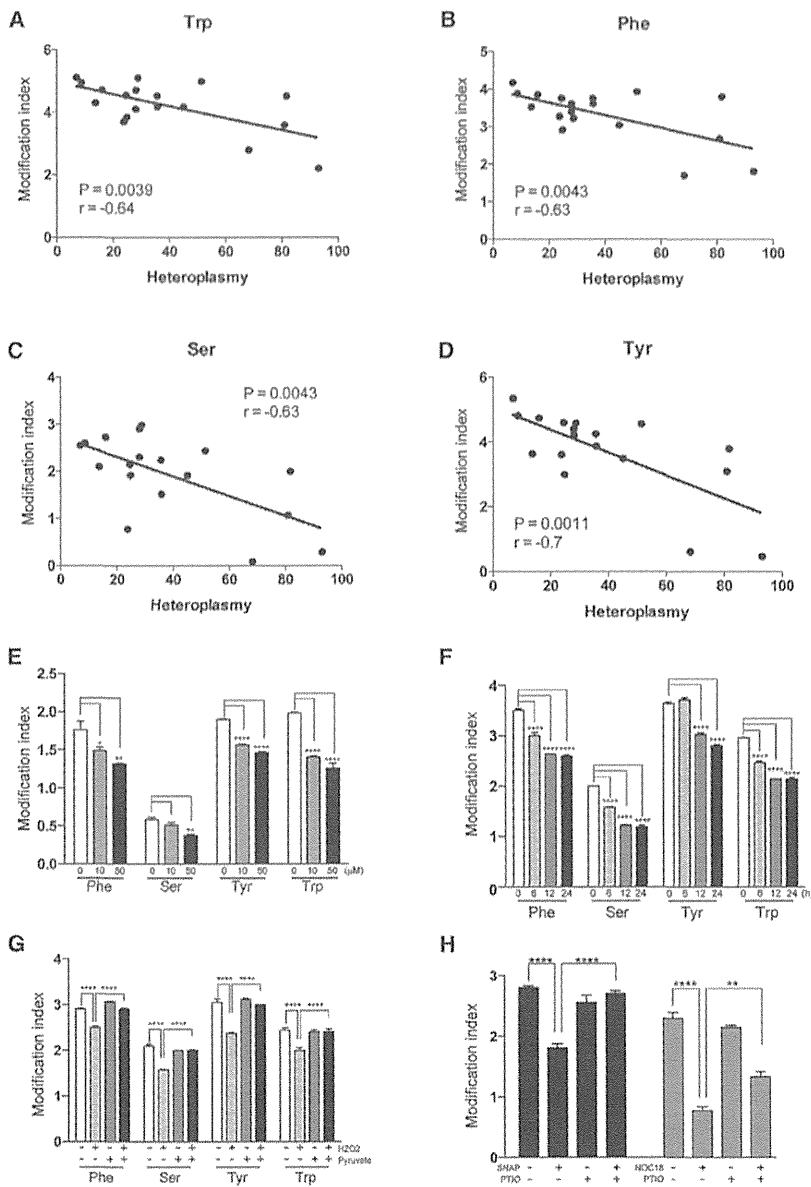 A
Trp
Modification index
6
4
2
0
P = 0.0039
r = -0.64
0 20 40 60 80 100
Heteroplasmy
B
Phe
Modification index
5
4
3
2
1
0
P = 0.0043
r = -0.63
0 20 40 60 80 100
Heteroplasmy
C
Ser
Modification index
4
3
2
1
0
P = 0.0043
r = -0.63
0 20 40 60 80 100
Heteroplasmy
D
Tyr
Modification index
6
4
2
0
P = 0.0011
r = -0.7
0 20 40 60 80 100
Heteroplasmy
E
Modification index
2.5
2.0
1.5
1.0
0.5
0.0
* ** ** **** **** **** ****
0 10 50 0 10 50 0 10 50 0 10 50 (μM)
Phe Ser Tyr Trp
F
Modification index
4
3
2
1
0
**** **** **** **** **** **** **** **** **** **** ****
0 6 12 24 0 6 12 24 0 6 12 24 0 6 12 24 (h)
Phe Ser Tyr Trp
G
Modification index
4
3
2
1
0
**** **** **** **** **** **** **** ****
- + - + - + - + - + - + - + - + H2O2
- - + + - - + + - - + + - - + + Pyruvate
Phe Ser Tyr Trp
H
Modification index
3
2
1
0
**** **** **** **
SNAP - + - + NOC18 - + - +
PTIO - - + + PTIO - - + +